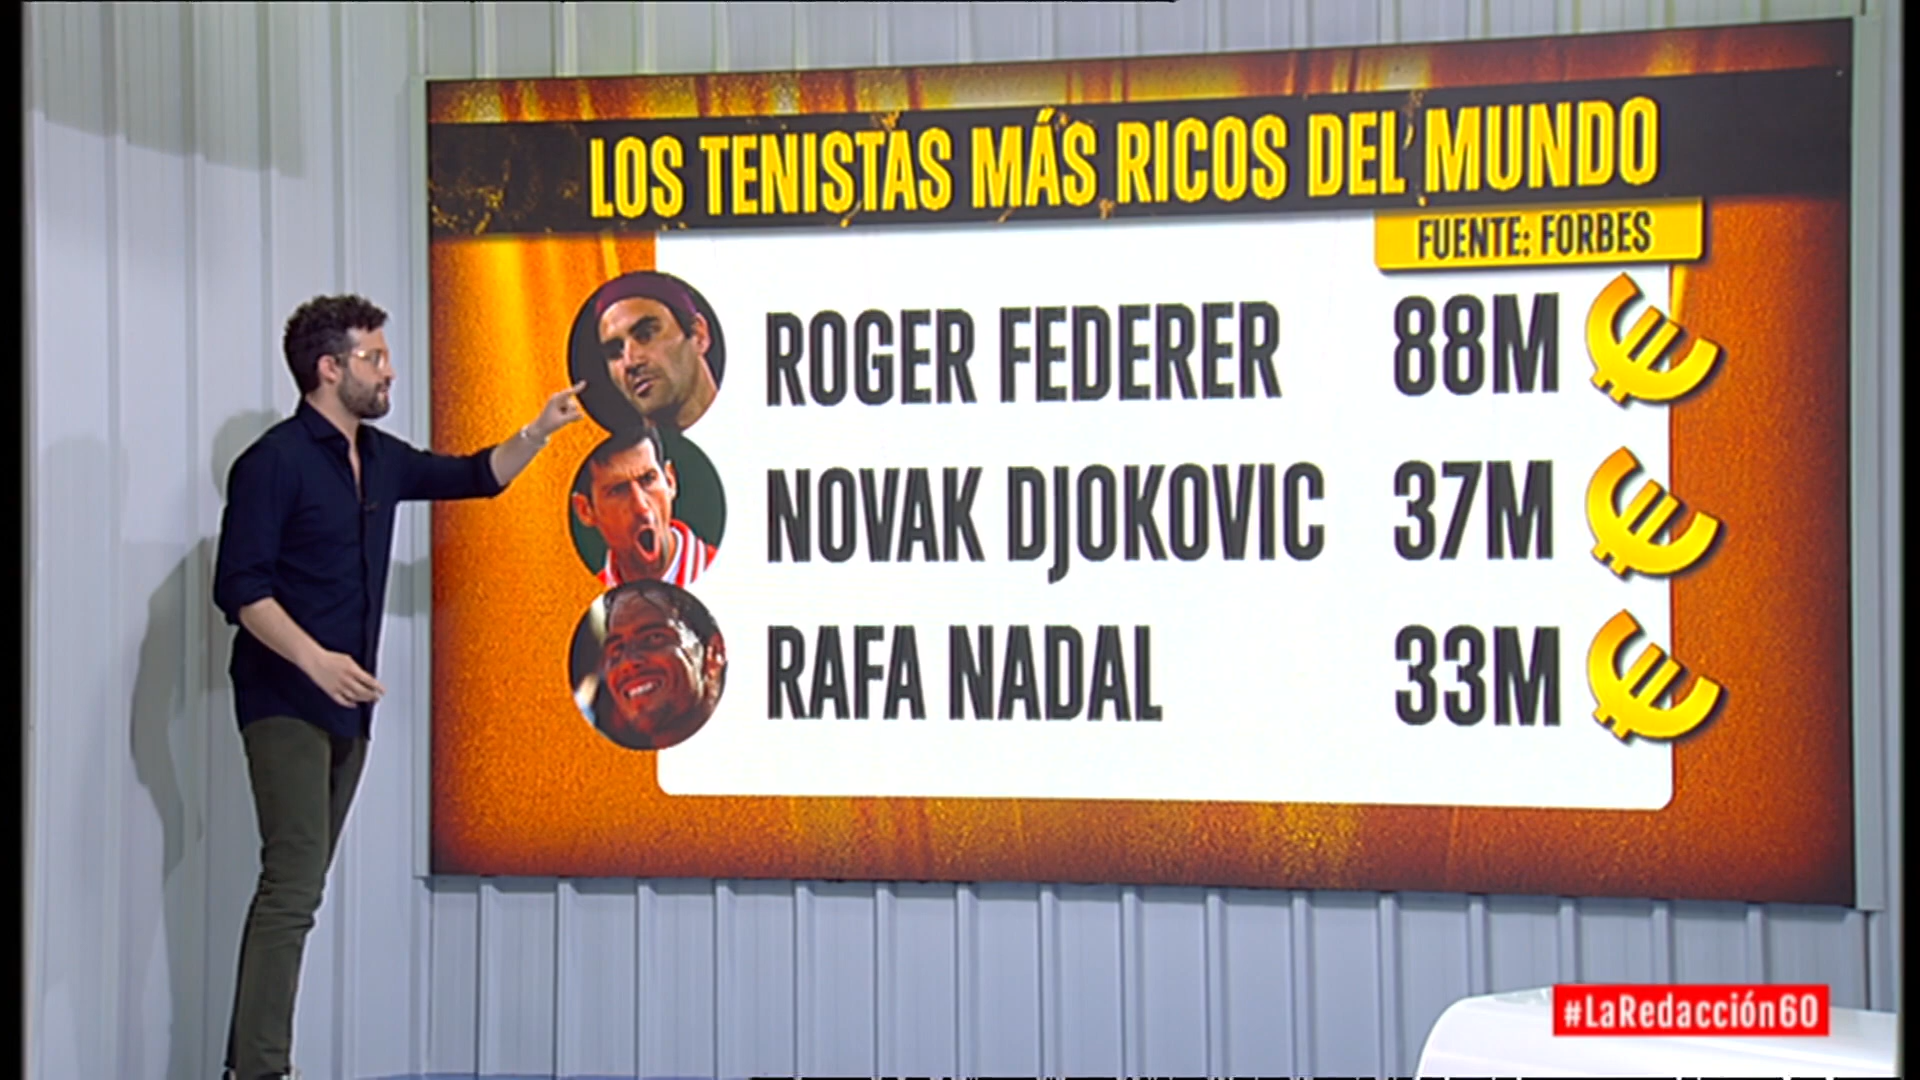 LOS TENISTAS MÁS RICOS DEL MUNDO
FUENTE: FORBES
ROGER FEDERER 88M €
NOVAK DJOKOVIC 37M €
RAFA NADAL 33M €
#LaRedacción60